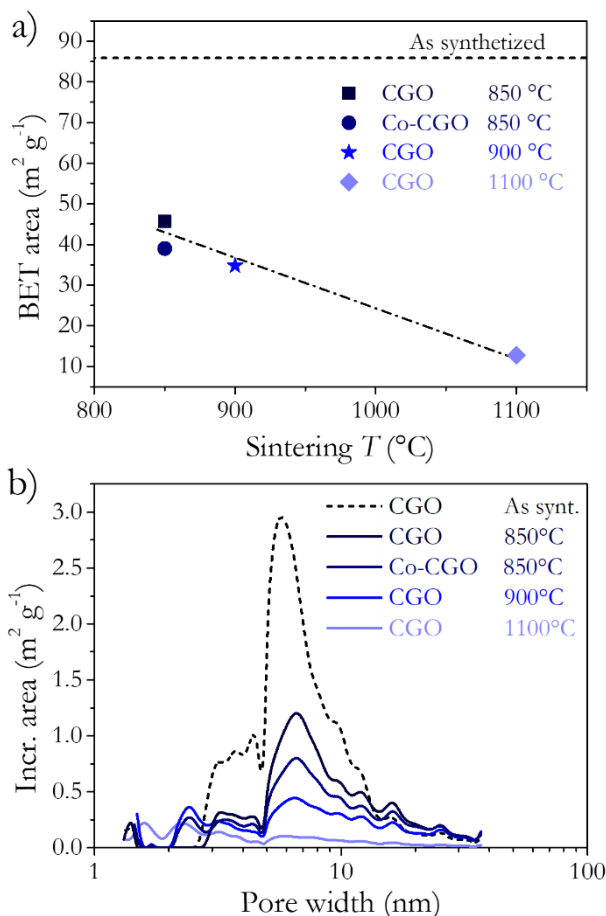 a)
As synthetized
CGO 850 °C
Co-CGO 850 °C
CGO 900 °C
CGO 1100 °C
90
80
70
60
50
40
30
20
10
BET area (m² g⁻¹)
800 900 1000 1100
Sintering T (°C)
b)
CGO As synt.
CGO 850°C
Co-CGO 850°C
CGO 900°C
CGO 1100°C
3.0
2.5
2.0
1.5
1.0
0.5
0.0
Incr. area (m² g⁻¹)
1 10 100
Pore width (nm)